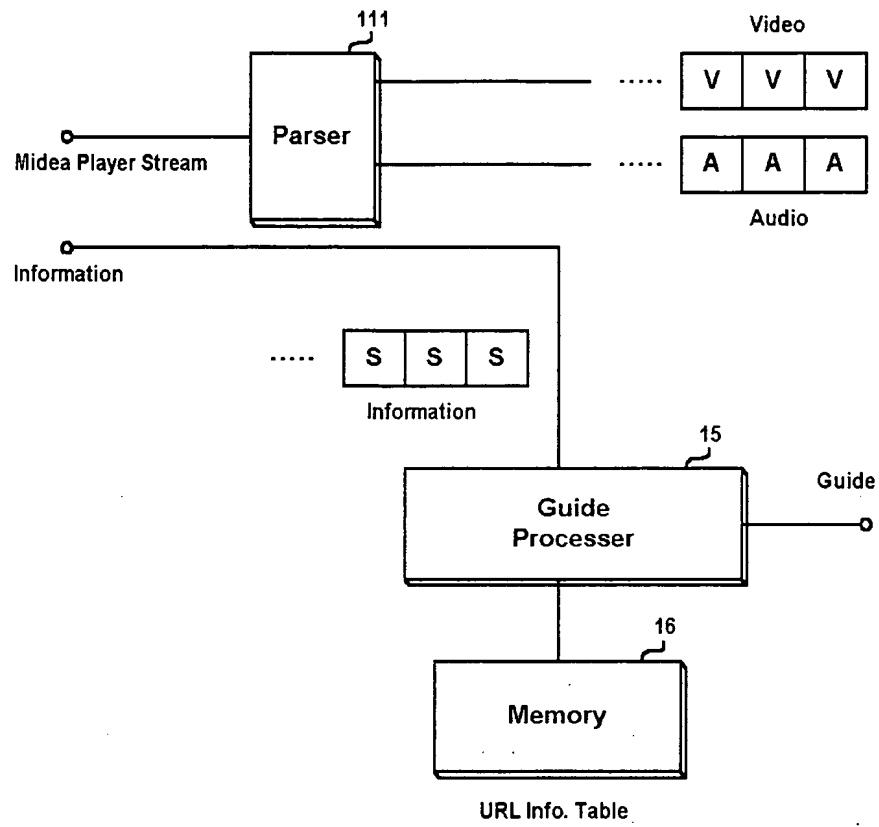 111
Video
Parser
..... V V V
Midea Player Stream
..... A A A
Audio
Information
..... S S S
Information
15
Guide
Guide
Processer
16
Memory
URL Info. Table